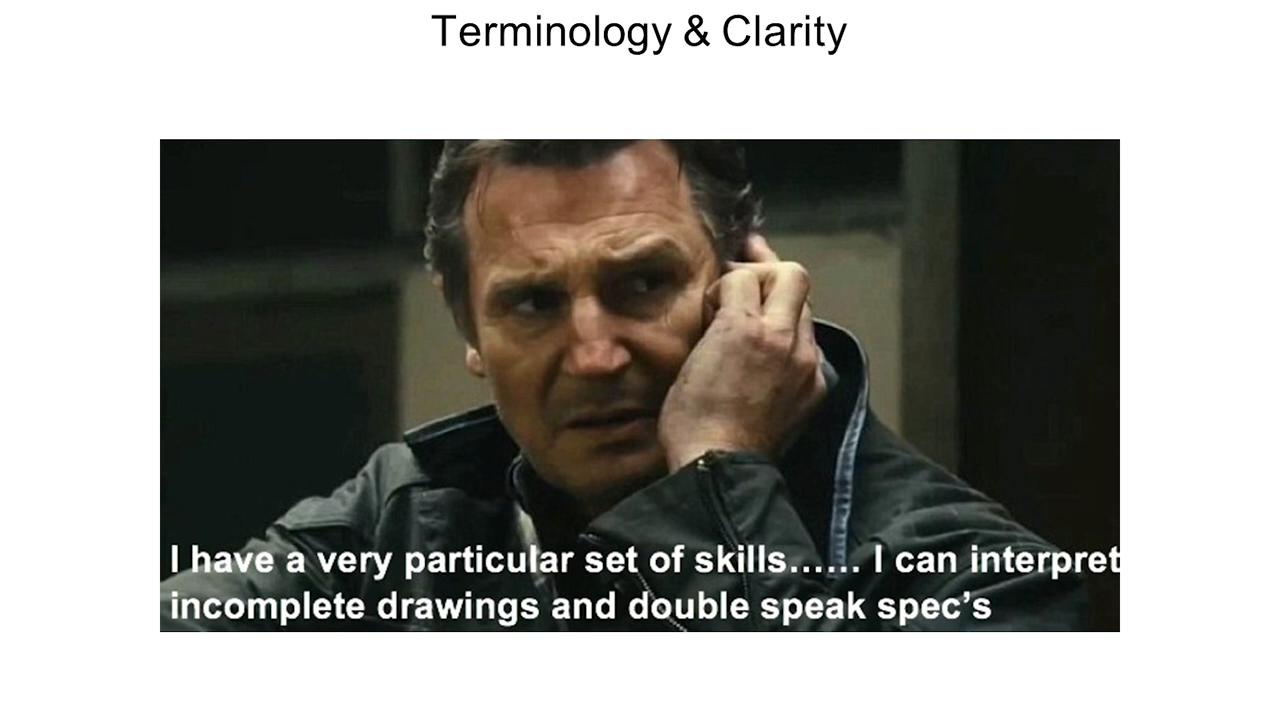 Terminology & Clarity
I have a very particular set of skills...... I can interpret
incomplete drawings and double speak spec’s